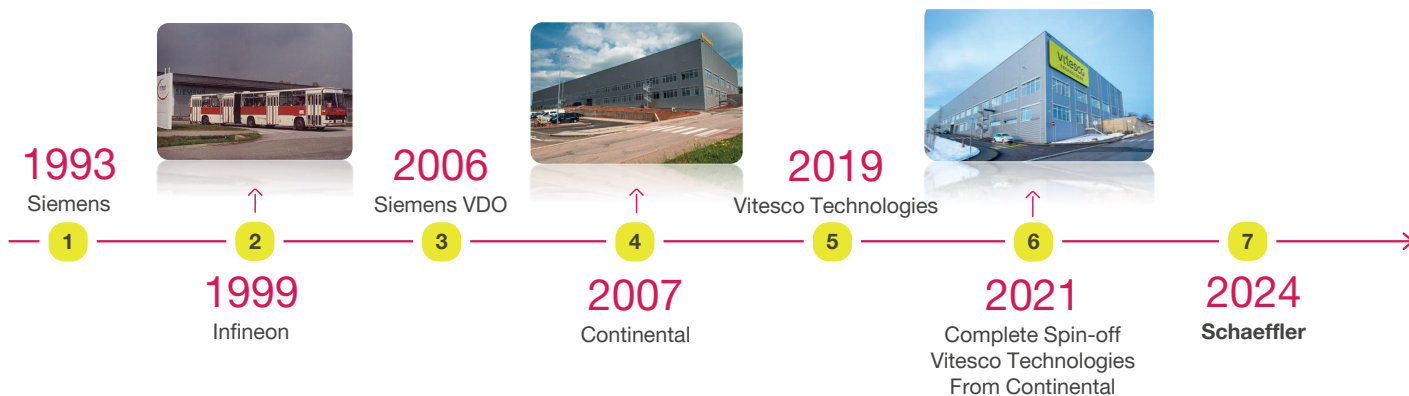 1993
Siemens
1
2
1999
Infineon
2006
Siemens VDO
3
4
2007
Continental
2019
Vitesco Technologies
5
vitesco
TECHNOLOGIES
6
2021
Complete Spin-off
Vitesco Technologies
From Continental
7
2024
Schaeffler